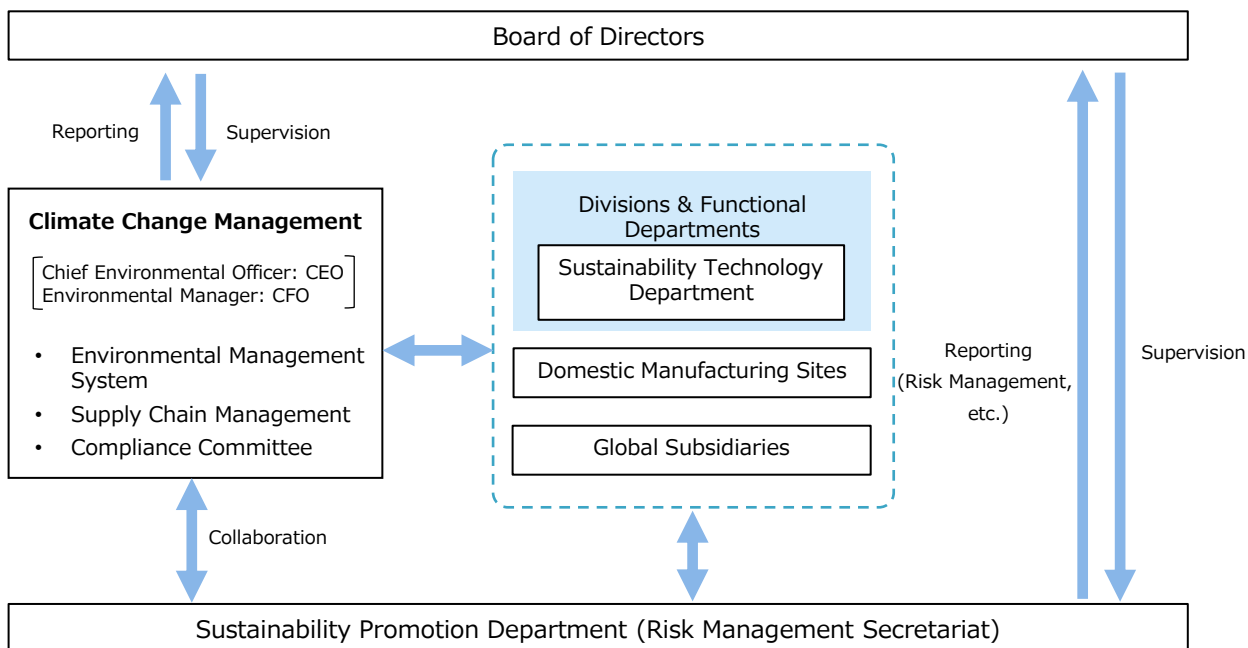 Board of Directors
Reporting
Supervision
Climate Change Management
Chief Environmental Officer: CEO
Environmental Manager: CFO
• Environmental Management
System
• Supply Chain Management
• Compliance Committee
Divisions & Functional
Departments
Sustainability Technology
Department
Domestic Manufacturing Sites
Global Subsidiaries
Reporting
(Risk Management,
etc.)
Supervision
Collaboration
Sustainability Promotion Department (Risk Management Secretariat)